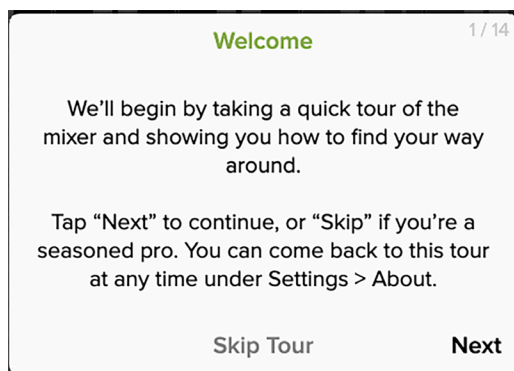 1 / 14
Welcome
We’ll begin by taking a quick tour of the
mixer and showing you how to find your way
around.
Tap “Next” to continue, or “Skip” if you’re a
seasoned pro. You can come back to this tour
at any time under Settings > About.
Skip Tour
Next